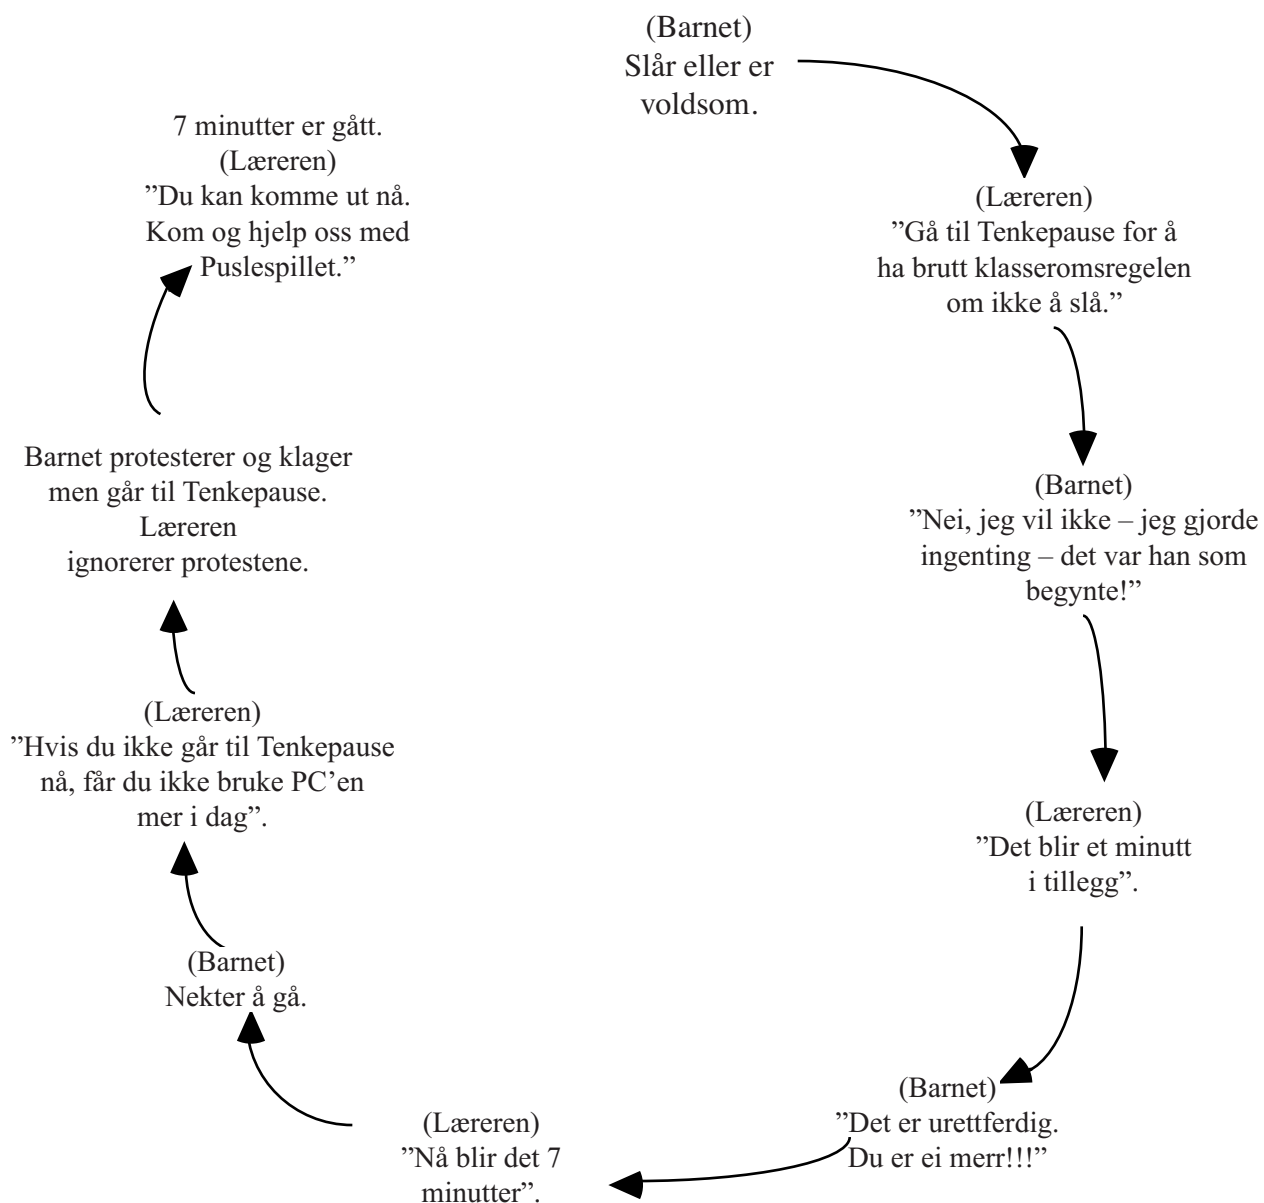 (Barnet)
Slår eller er
voldsom.
(Læreren)
”Gå til Tenkepause for å
ha brutt klasseromsregelen
om ikke å slå.”
(Barnet)
”Nei, jeg vil ikke – jeg gjorde
ingenting – det var han som
begynte!”
(Læreren)
”Det blir et minutt
i tillegg”.
(Barnet)
”Det er urettferdig.
Du er ei merr!!!”
(Læreren)
”Nå blir det 7
minutter”.
(Barnet)
Nekter å gå.
(Læreren)
”Hvis du ikke går til Tenkepause
nå, får du ikke bruke PC’en
mer i dag”.
Barnet protesterer og klager
men går til Tenkepause.
Læreren
ignorerer protestene.
7 minutter er gått.
(Læreren)
”Du kan komme ut nå.
Kom og hjelp oss med
Puslespillet.”